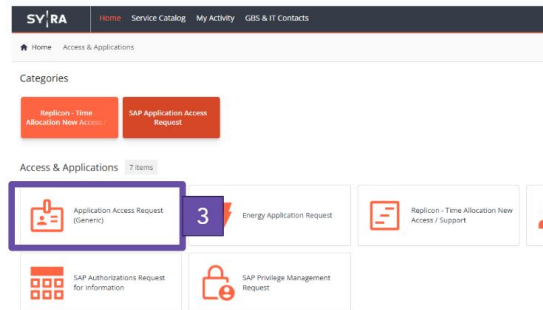 SY¦RA
Home Service Catalog My Activity GBS & IT Contacts
Home Access & Applications
Categories
Replicon - Time
Allocation New Access /
SAP Application Access
Request
Access & Applications 7 items
Application Access Request
(Generic)
3
Energy Application Request
Replicon - Time Allocation New
Access / Support
SAP Authorizations Request
for Information
SAP Privilege Management
Request